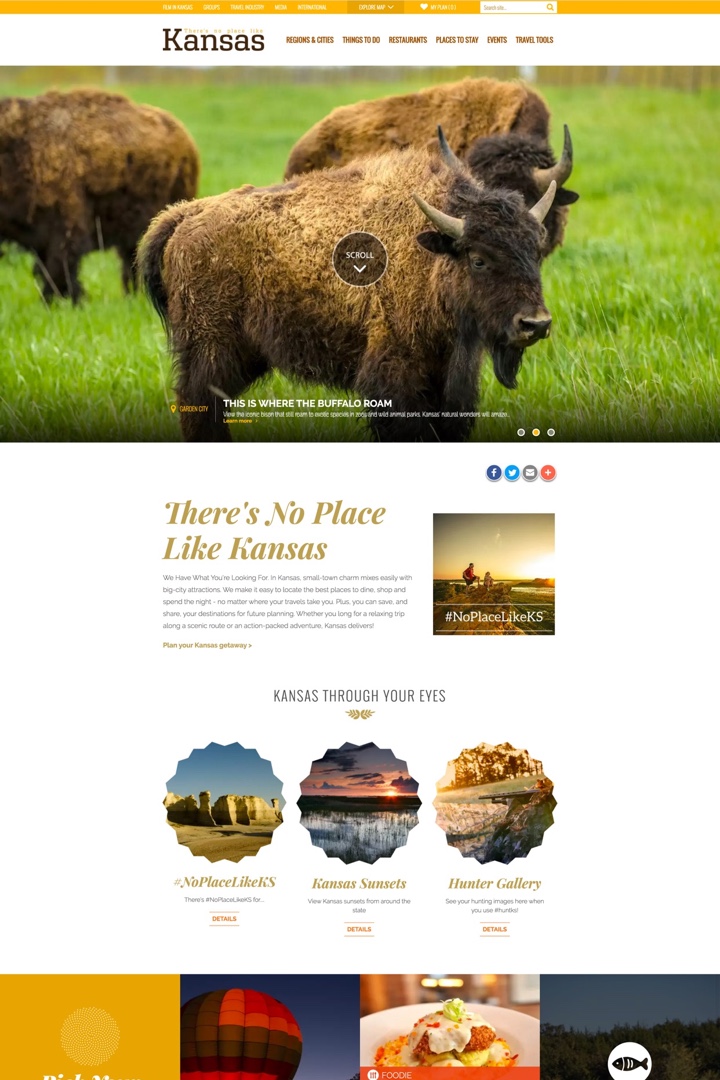 FILM IN KANSAS GROUPS TRAVEL INDUSTRY MEDIA INTERNATIONAL EXPLORE MAP MY PLAN ( 0 ) Search site...
There's no place like
Kansas
REGIONS & CITIES THINGS TO DO RESTAURANTS PLACES TO STAY EVENTS TRAVEL TOOLS
SCROLL
GARDEN CITY
THIS IS WHERE THE BUFFALO ROAM
View the iconic bison that still roam to exotic species in zoos and wild animal parks, Kansas' natural wonders will amaze...
Learn more ›
There's No Place
Like Kansas
We Have What You're Looking For. In Kansas, small-town charm mixes easily with
big-city attractions. We make it easy to locate the best places to dine, shop and
spend the night - no matter where your travels take you. Plus, you can save, and
share, your destinations for future planning. Whether you long for a relaxing trip
along a scenic route or an action-packed adventure, Kansas delivers!
Plan your Kansas getaway >
#NoPlaceLikeKS
KANSAS THROUGH YOUR EYES
#NoPlaceLikeKS
There's #NoPlaceLikeKS for...
DETAILS
Kansas Sunsets
View Kansas sunsets from around the
state
DETAILS
Hunter Gallery
See your hunting images here when
you use #huntks!
DETAILS
FOODIE